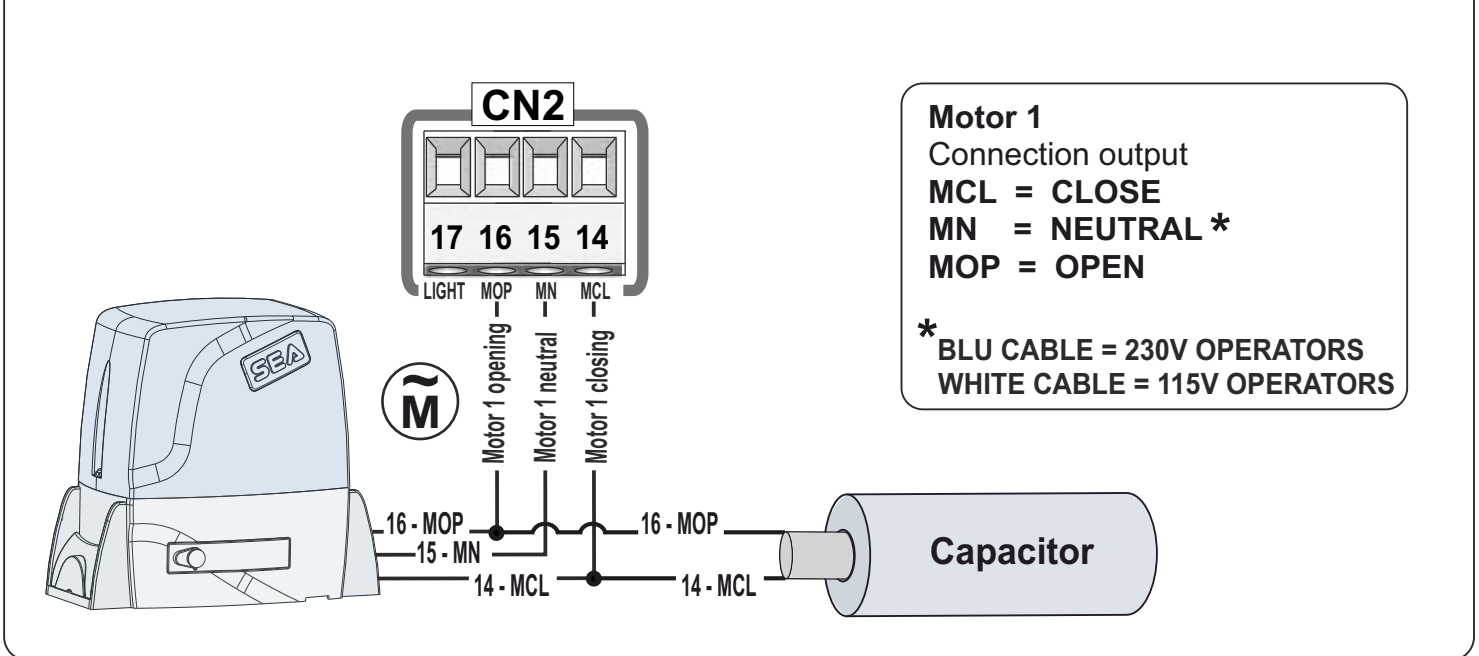 CN2
17 16 15 14
LIGHT MOP MN MCL
Motor 1 opening
Motor 1 neutral
Motor 1 closing
M
SEA
16 - MOP
15 - MN
14 - MCL
16 - MOP
14 - MCL
Capacitor
Motor 1
Connection output
MCL = CLOSE
MN = NEUTRAL *
MOP = OPEN
* BLU CABLE = 230V OPERATORS
WHITE CABLE = 115V OPERATORS